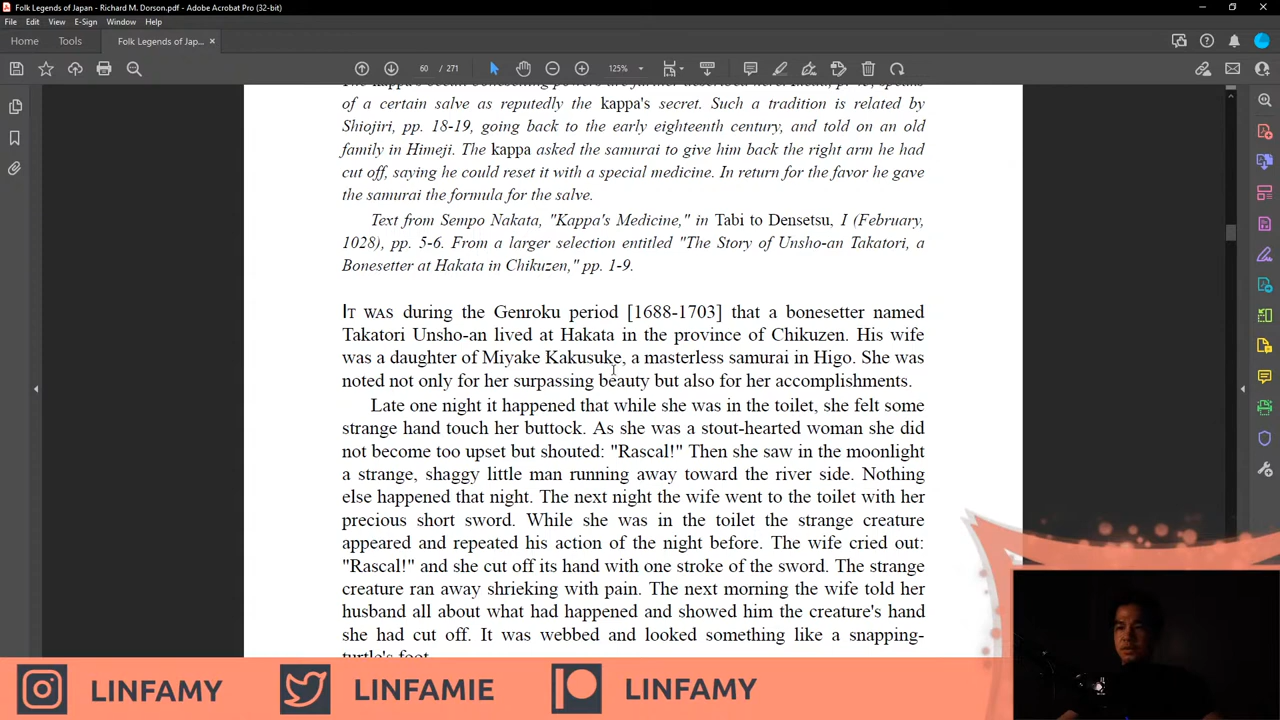 Folk Legends of Japan - Richard M. Dorson.pdf - Adobe Acrobat Pro (32-bit)
File Edit View E-Sign Window Help
Home Tools Folk Legends of Jap... ×
60 / 271 125%
of a certain salve as reputedly the kappa's secret. Such a tradition is related by
Shiojiri, pp. 18-19, going back to the early eighteenth century, and told on an old
family in Himeji. The kappa asked the samurai to give him back the right arm he had
cut off, saying he could reset it with a special medicine. In return for the favor he gave
the samurai the formula for the salve.
Text from Sempo Nakata, "Kappa's Medicine," in Tabi to Densetsu, I (February,
1028), pp. 5-6. From a larger selection entitled "The Story of Unsho-an Takatori, a
Bonesetter at Hakata in Chikuzen," pp. 1-9.
IT WAS during the Genroku period [1688-1703] that a bonesetter named
Takatori Unsho-an lived at Hakata in the province of Chikuzen. His wife
was a daughter of Miyake Kakusuke, a masterless samurai in Higo. She was
noted not only for her surpassing beauty but also for her accomplishments.
Late one night it happened that while she was in the toilet, she felt some
strange hand touch her buttock. As she was a stout-hearted woman she did
not become too upset but shouted: "Rascal!" Then she saw in the moonlight
a strange, shaggy little man running away toward the river side. Nothing
else happened that night. The next night the wife went to the toilet with her
precious short sword. While she was in the toilet the strange creature
appeared and repeated his action of the night before. The wife cried out:
"Rascal!" and she cut off its hand with one stroke of the sword. The strange
creature ran away shrieking with pain. The next morning the wife told her
husband all about what had happened and showed him the creature's hand
she had cut off. It was webbed and looked something like a snapping-
turtle's foot.
LINFAMY LINFAMIE LINFAMY